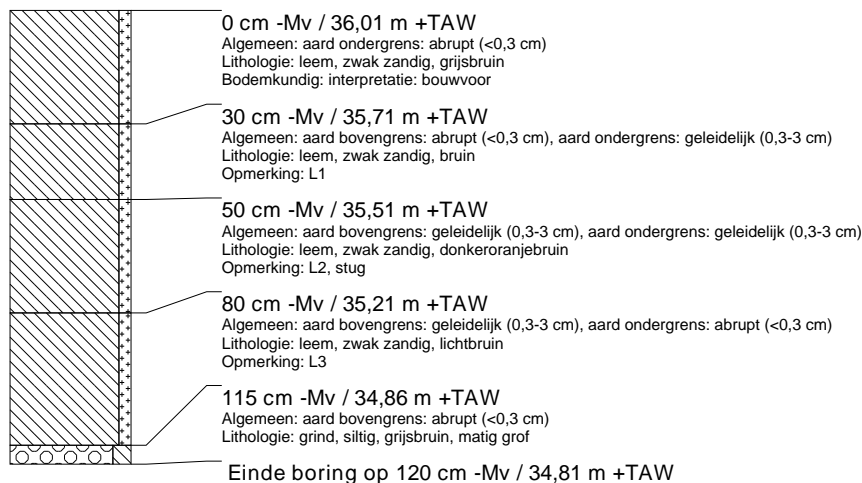 0 cm -Mv / 36,01 m +TAW
Algemeen: aard ondergrens: abrupt (<0,3 cm)
Lithologie: leem, zwak zandig, grijsbruin
Bodemkundig: interpretatie: bouwvoor
30 cm -Mv / 35,71 m +TAW
Algemeen: aard bovengrens: abrupt (<0,3 cm), aard ondergrens: geleidelijk (0,3-3 cm)
Lithologie: leem, zwak zandig, bruin
Opmerking: L1
50 cm -Mv / 35,51 m +TAW
Algemeen: aard bovengrens: geleidelijk (0,3-3 cm), aard ondergrens: geleidelijk (0,3-3 cm)
Lithologie: leem, zwak zandig, donkeroranjebruin
Opmerking: L2, stug
80 cm -Mv / 35,21 m +TAW
Algemeen: aard bovengrens: geleidelijk (0,3-3 cm), aard ondergrens: abrupt (<0,3 cm)
Lithologie: leem, zwak zandig, lichtbruin
Opmerking: L3
115 cm -Mv / 34,86 m +TAW
Algemeen: aard bovengrens: abrupt (<0,3 cm)
Lithologie: grind, siltig, grijsbruin, matig grof
Einde boring op 120 cm -Mv / 34,81 m +TAW